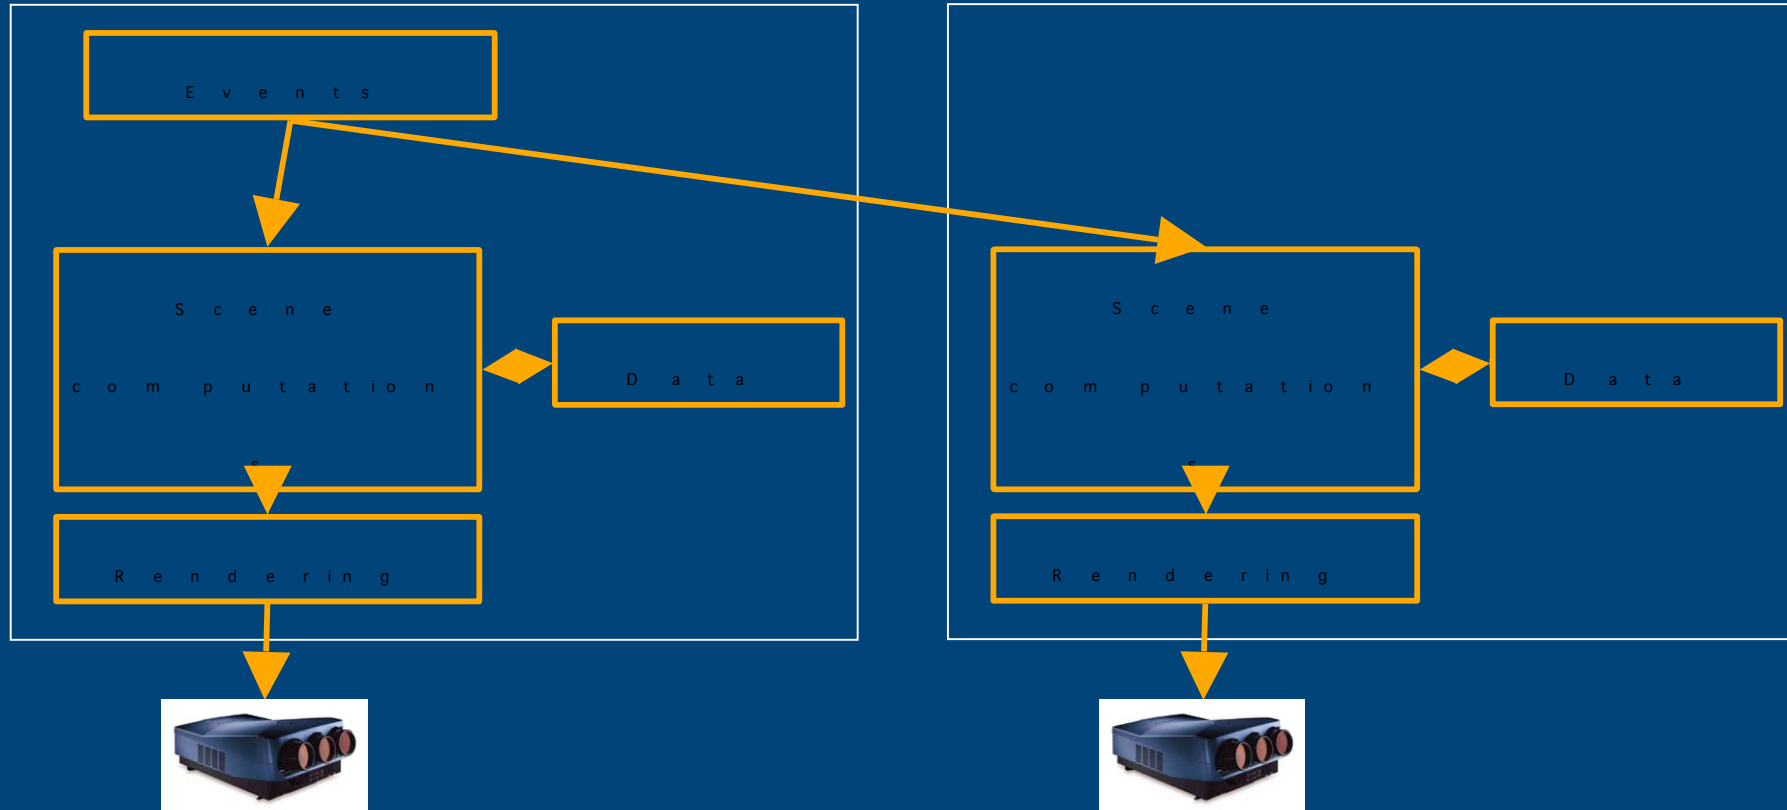 Events
Scene
computation
s
Data
Rendering
Scene
computation
s
Data
Rendering